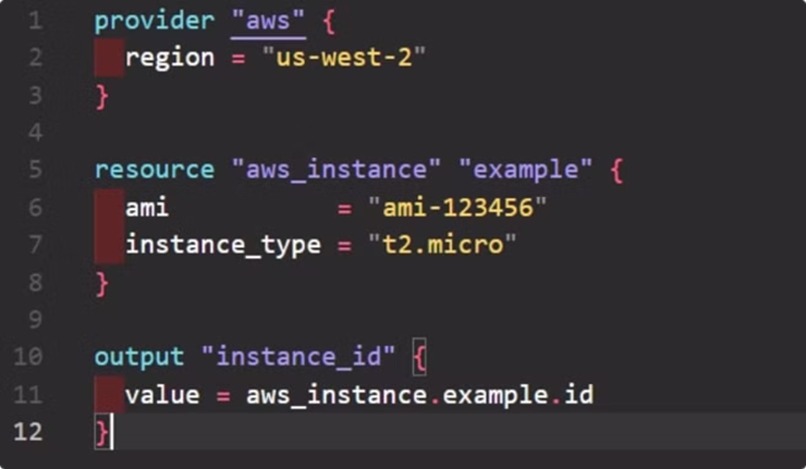 1 provider "aws" {
2   region = "us-west-2"
3 }
4
5 resource "aws_instance" "example" {
6   ami           = "ami-123456"
7   instance_type = "t2.micro"
8 }
9
10 output "instance_id" {
11   value = aws_instance.example.id
12 }